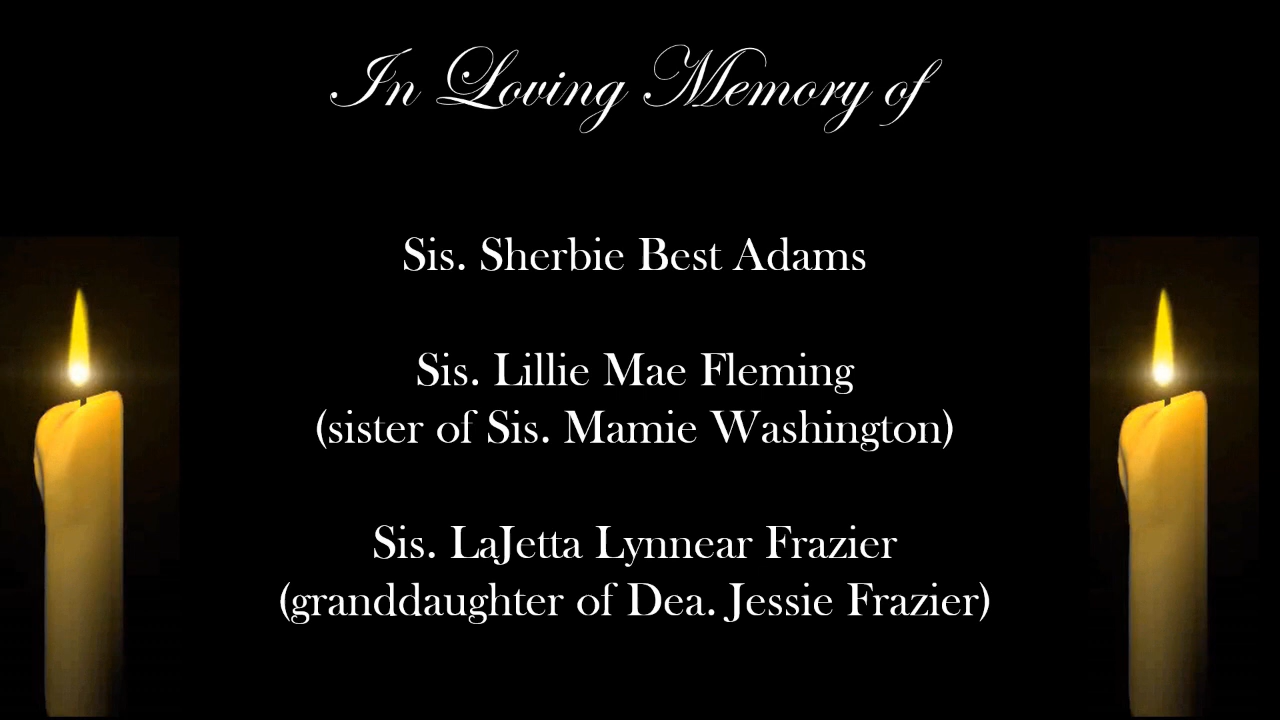 In Loving Memory of
Sis. Sherbie Best Adams
Sis. Lillie Mae Fleming
(sister of Sis. Mamie Washington)
Sis. LaJetta Lynnear Frazier
(granddaughter of Dea. Jessie Frazier)